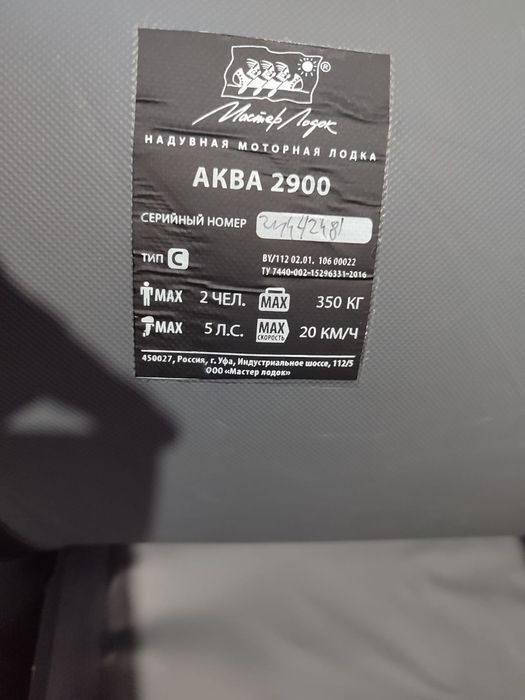 Мастер Лодок ®
НАДУВНАЯ МОТОРНАЯ ЛОДКА
АКВА 2900
СЕРИЙНЫЙ НОМЕР
ТИП С BY/112 02.01. 106 00022
ТУ 7440-002-15296331-2016
MAX 2 ЧЕЛ. MAX 350 КГ
MAX 5 Л.С. MAX СКОРОСТЬ 20 КМ/Ч
450027, Россия, г. Уфа, Индустриальное шоссе, 112/5
ООО «Мастер лодок»